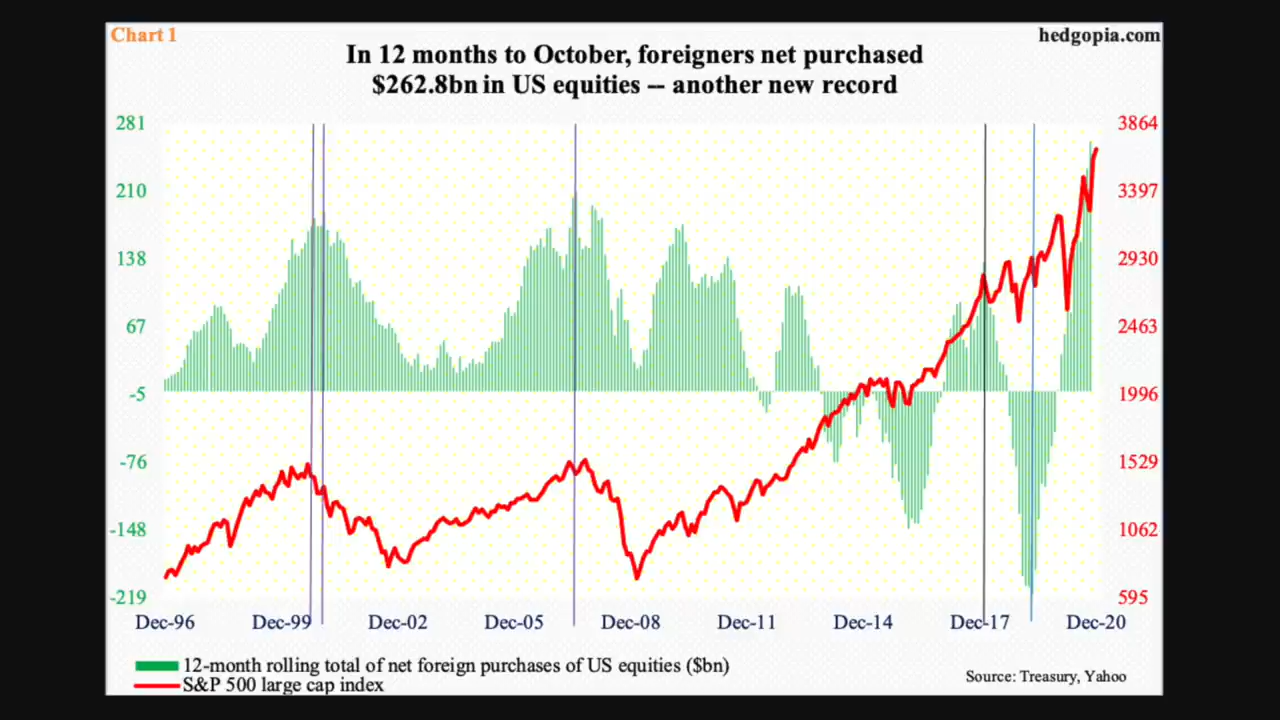 Chart 1
hedgopia.com
In 12 months to October, foreigners net purchased
$262.8bn in US equities -- another new record
281
3864
210
3397
138
2930
67
2463
-5
1996
-76
1529
-148
1062
-219
595
Dec-96 Dec-99 Dec-02 Dec-05 Dec-08 Dec-11 Dec-14 Dec-17 Dec-20
12-month rolling total of net foreign purchases of US equities ($bn)
S&P 500 large cap index
Source: Treasury, Yahoo